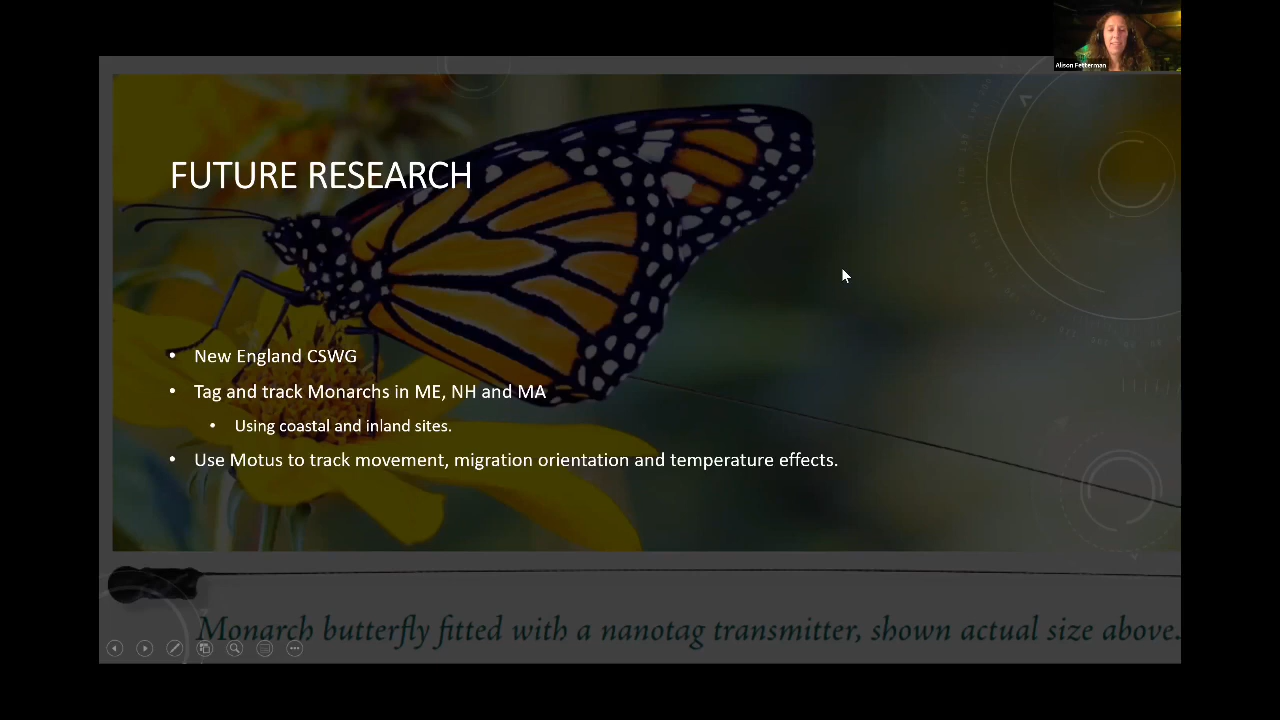 Alison Fetterman
FUTURE RESEARCH
• New England CSWG
• Tag and track Monarchs in ME, NH and MA
• Using coastal and inland sites.
• Use Motus to track movement, migration orientation and temperature effects.
Monarch butterfly fitted with a nanotag transmitter, shown actual size above.